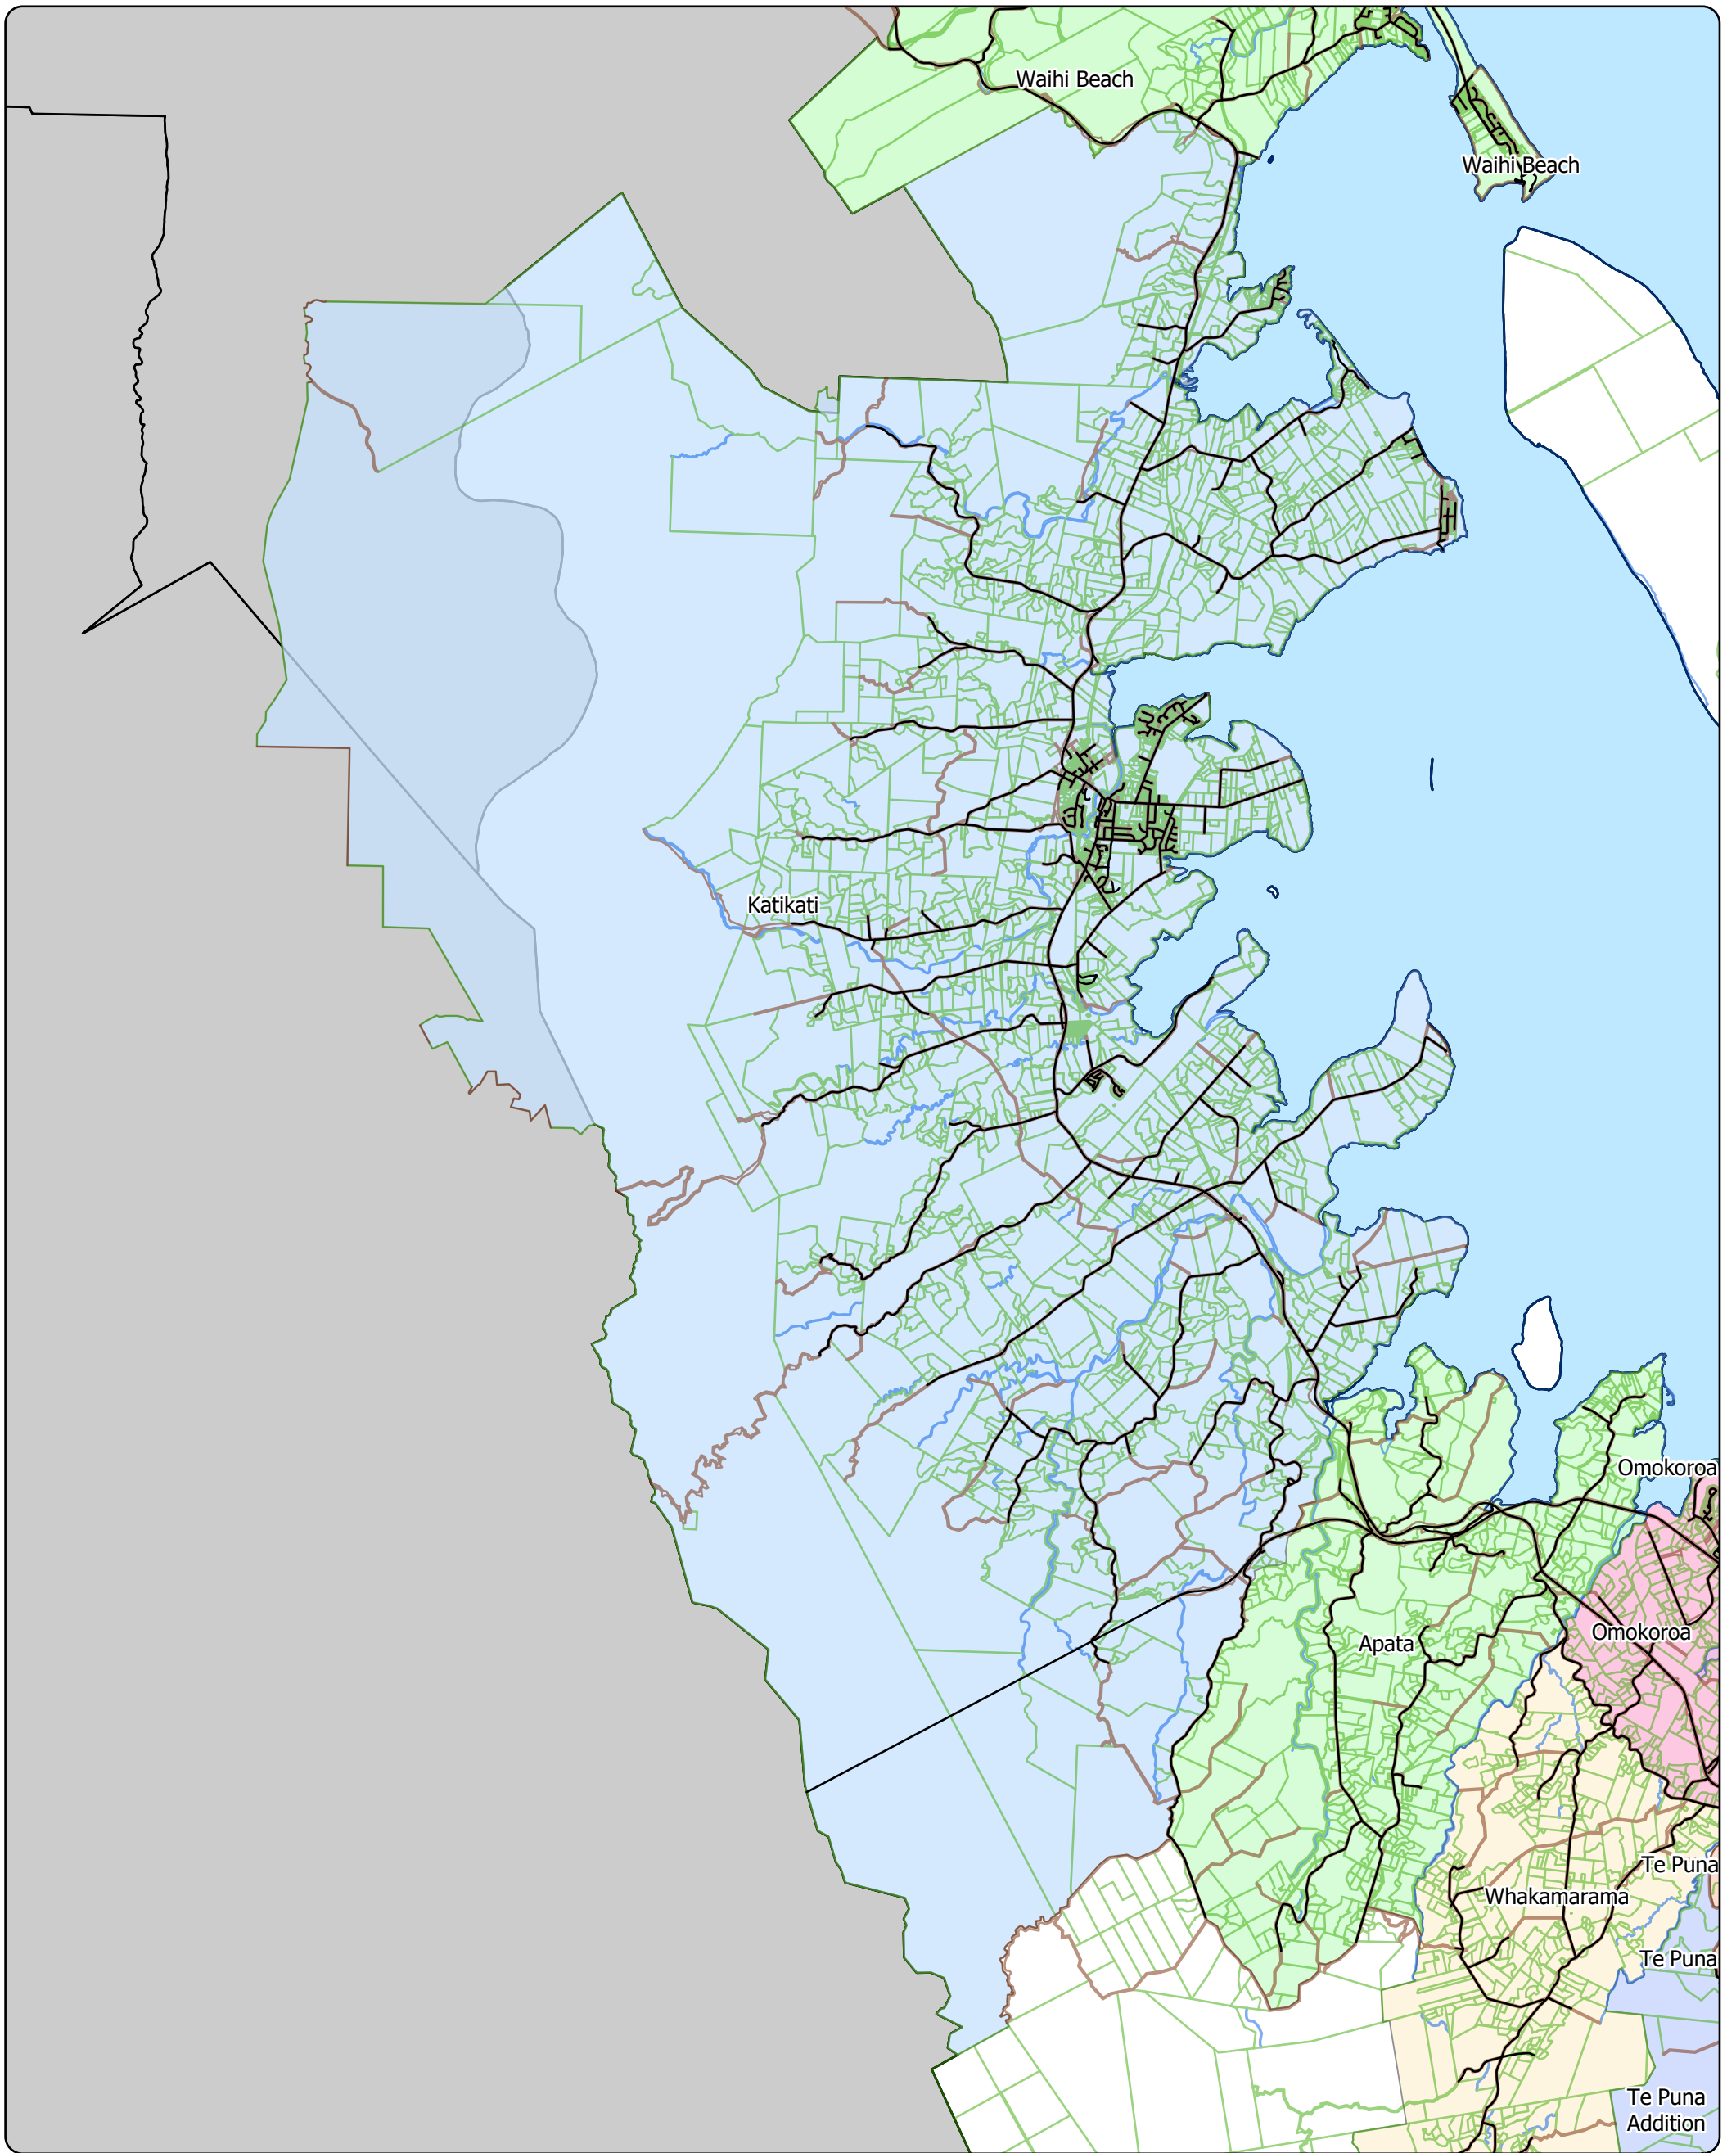 Waihi Beach
Waihi Beach
Katikati
Omokoroa
Omokoroa
Apata
Te Puna
Whakamarama
Te Puna
Te Puna
Addition